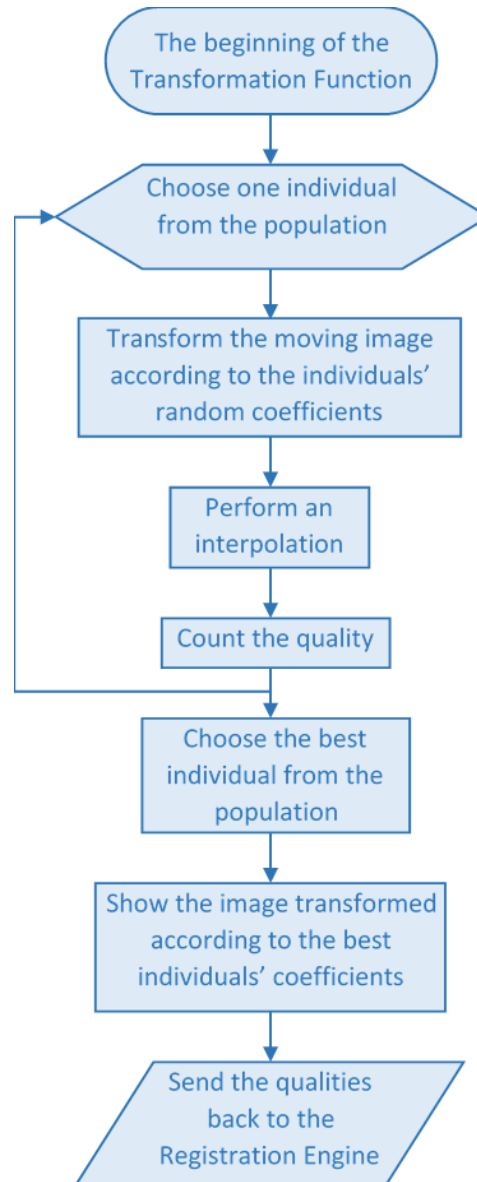 The beginning of the
Transformation Function
Choose one individual
from the population
Transform the moving image
according to the individuals’
random coefficients
Perform an
interpolation
Count the quality
Choose the best
individual from the
population
Show the image transformed
according to the best
individuals’ coefficients
Send the qualities
back to the
Registration Engine